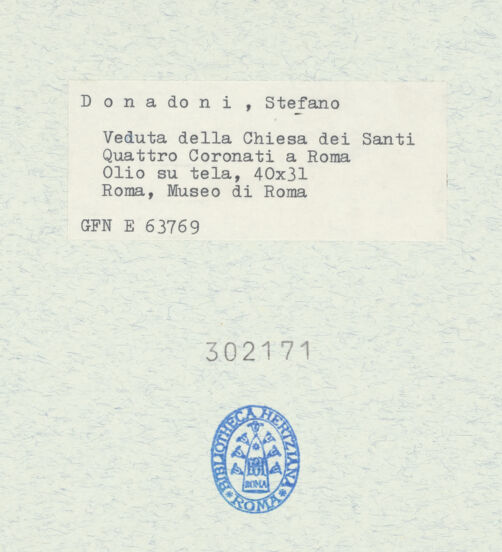 D o n a d o n i , Stefano
Veduta della Chiesa dei Santi
Quattro Coronati a Roma
Olio su tela, 40x31
Roma, Museo di Roma
GFN E 63769
302171
BIBLIOTHECA HERTZIANA
ROMA
* ROMA *